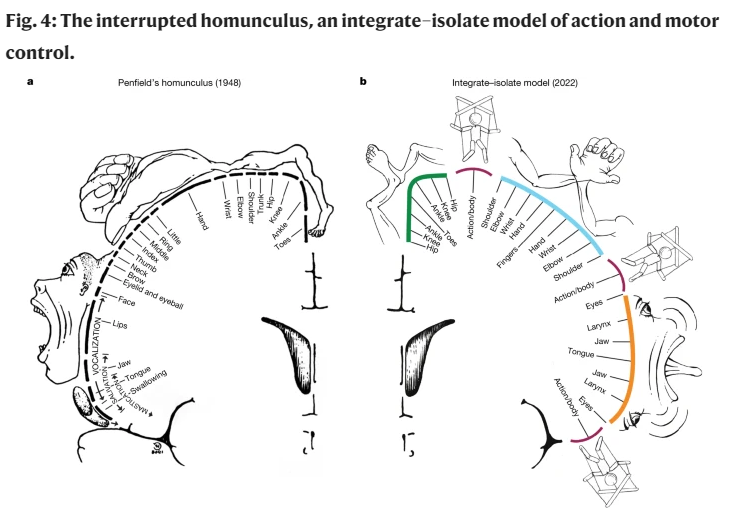 Fig. 4: The interrupted homunculus, an integrate–isolate model of action and motor
control.
a
Penfield's homunculus (1948)
Toes
Ankle
Knee
Hip
Trunk
Shoulder
Elbow
Wrist
Hand
Little
Ring
Middle
Index
Thumb
Neck
Brow
Eyelid and eyeball
Face
Lips
VOCALIZATION
Jaw
Tongue
Swallowing
SALIVATION
MASTICATION
b
Integrate–isolate model (2022)
Hip
Knee
Ankle
Toes
Ankle
Knee
Hip
Action/body
Shoulder
Elbow
Wrist
Hand
Fingers
Hand
Wrist
Elbow
Shoulder
Action/body
Eyes
Larynx
Jaw
Tongue
Jaw
Larynx
Eyes
Action/body